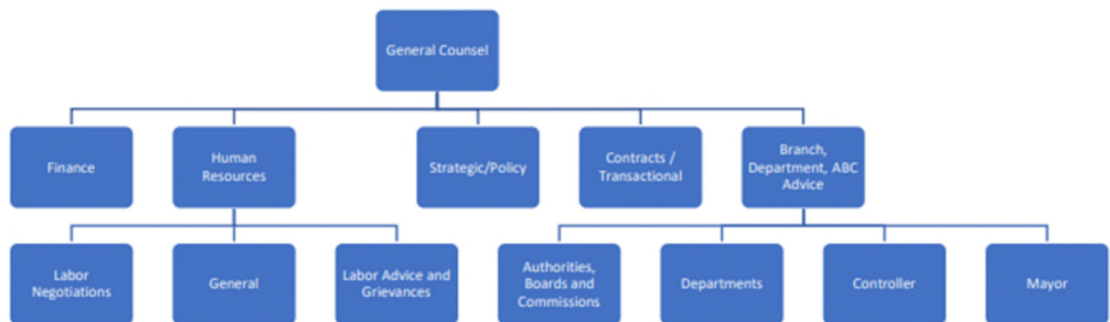 General Counsel
Finance
Human
Resources
Strategic/Policy
Contracts /
Transactional
Branch,
Department, ABC
Advice
Labor
Negotiations
General
Labor Advice and
Grievances
Authorities,
Boards and
Commissions
Departments
Controller
Mayor